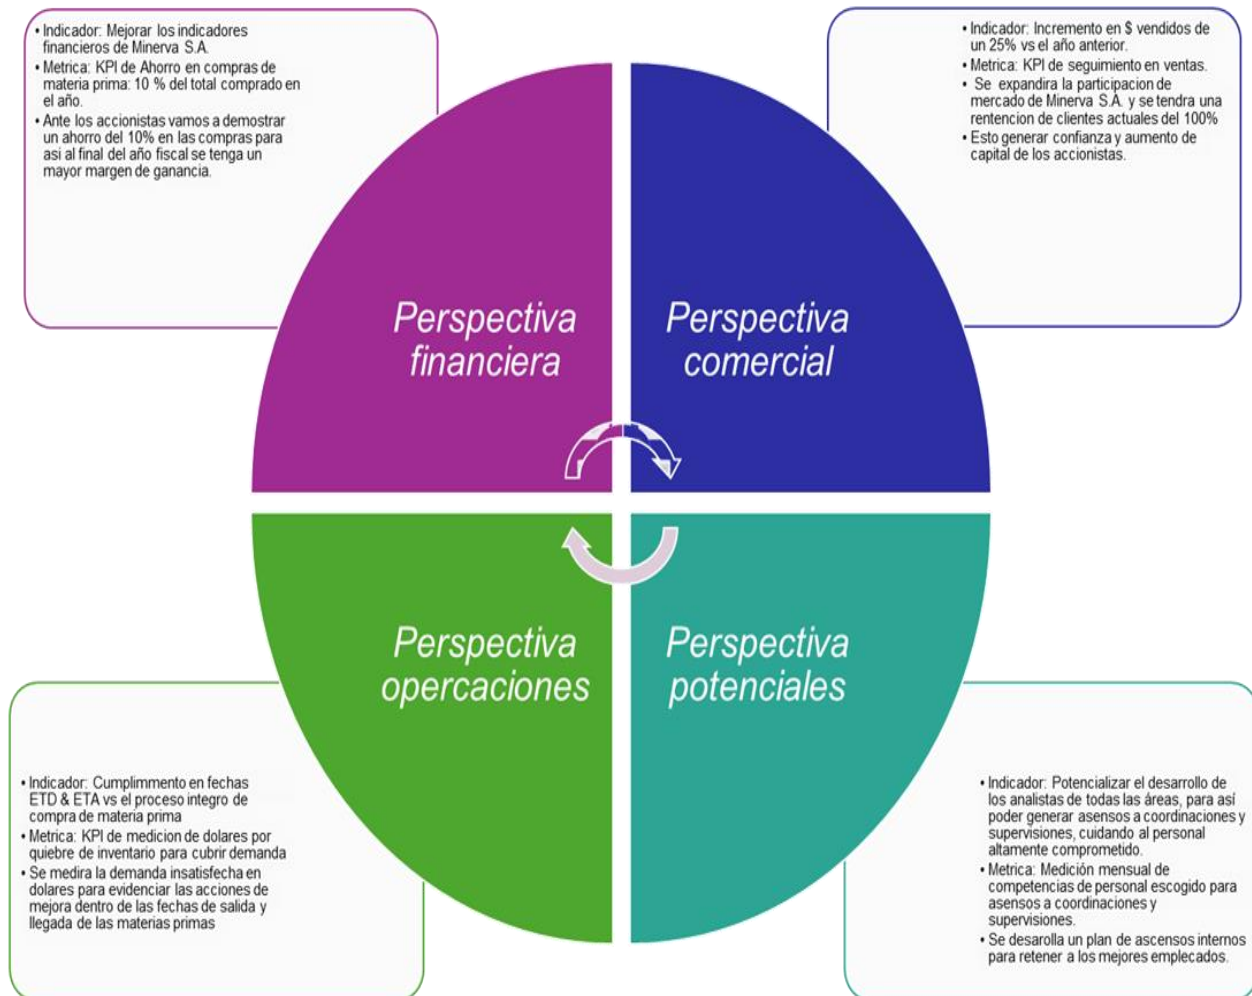 • Indicador: Mejorar los indicadores
financieros de Minerva S.A.
• Metrica: KPI de Ahorro en compras de
materia prima: 10 % del total comprado en
el año.
• Ante los accionistas vamos a demostrar
un ahorro del 10% en las compras para
asi al final del año fiscal se tenga un
mayor margen de ganancia.
• Indicador: Incremento en $ vendidos de
un 25% vs el año anterior.
• Metrica: KPI de seguimiento en ventas.
• Se expandira la participacion de
mercado de Minerva S.A. y se tendra una
rentencion de clientes actuales del 100%
• Esto generar confianza y aumento de
capital de los accionistas.
Perspectiva
financiera
Perspectiva
comercial
Perspectiva
opercaciones
Perspectiva
potenciales
• Indicador: Cumplimmento en fechas
ETD & ETA vs el proceso integro de
compra de materia prima
• Metrica: KPI de medicion de dolares por
quiebre de inventario para cubrir demanda
• Se medira la demanda insatisfecha en
dolares para evidenciar las acciones de
mejora dentro de las fechas de salida y
llegada de las materias primas
• Indicador: Potencializar el desarrollo de
los analistas de todas las áreas, para así
poder generar asensos a coordinaciones y
supervisiones, cuidando al personal
altamente comprometido.
• Metrica: Medición mensual de
competencias de personal escogido para
asensos a coordinaciones y
supervisiones.
• Se desarolla un plan de ascensos internos
para retener a los mejores emplecados.